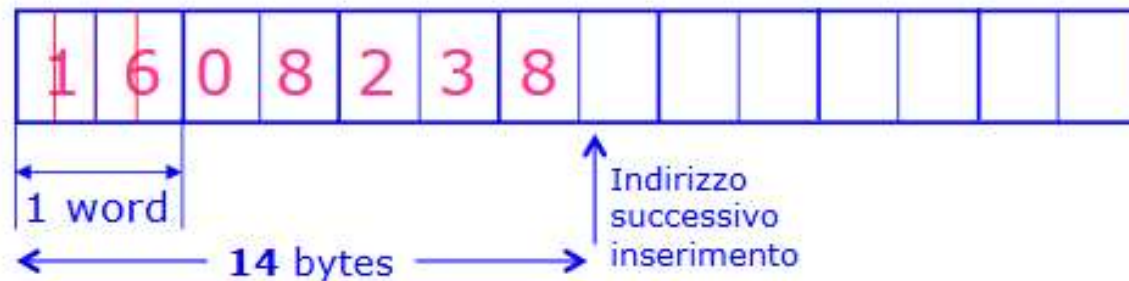 1 6 0 8 2 3 8
1 word
Indirizzo
successivo
inserimento
14 bytes